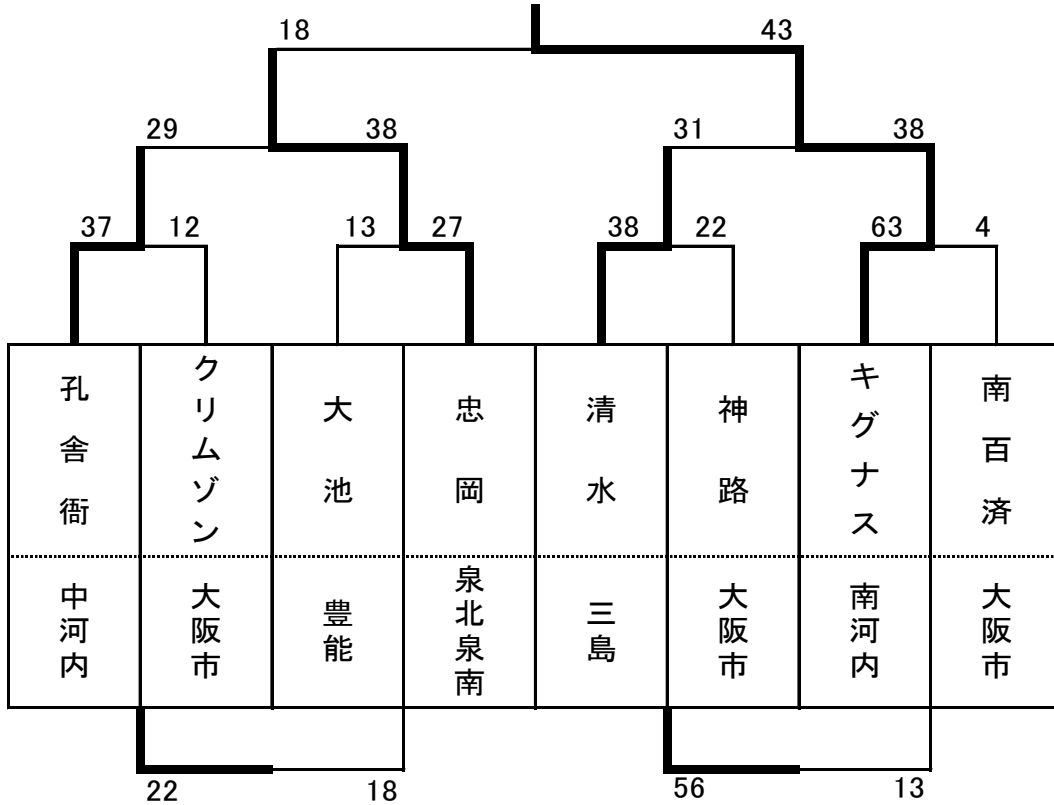 18 43
29 38 31 38
37 12 13 27 38 22 63 4
孔舎衙
クリムゾン
大池
忠岡
清水
神路
キグナス
南百済
中河内
大阪市
豊能
泉北泉南
三島
大阪市
南河内
大阪市
22 18 56 13